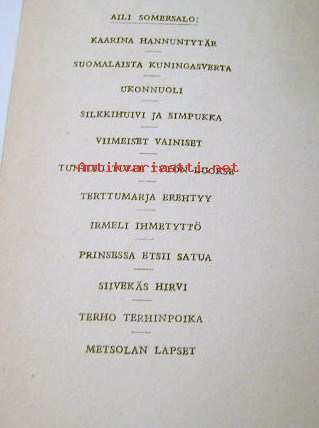 AILI SOMERSALO:
KAARINA HANNUNTYTÄR
SUOMALAISTA KUNINGASVERTA
UKONNUOLI
SILKKIHUIVI JA SIMPUKKA
VIIMEISET VAINISET
Antikvariaatti.net
LUOKSE
TERTTUMARJA EREHTYY
IRMELI IHMETYTTÖ
PRINSESSA ETSII SATUA
SIIVEKÄS HIRVI
TERHO TERHINPOIKA
METSOLAN LAPSET